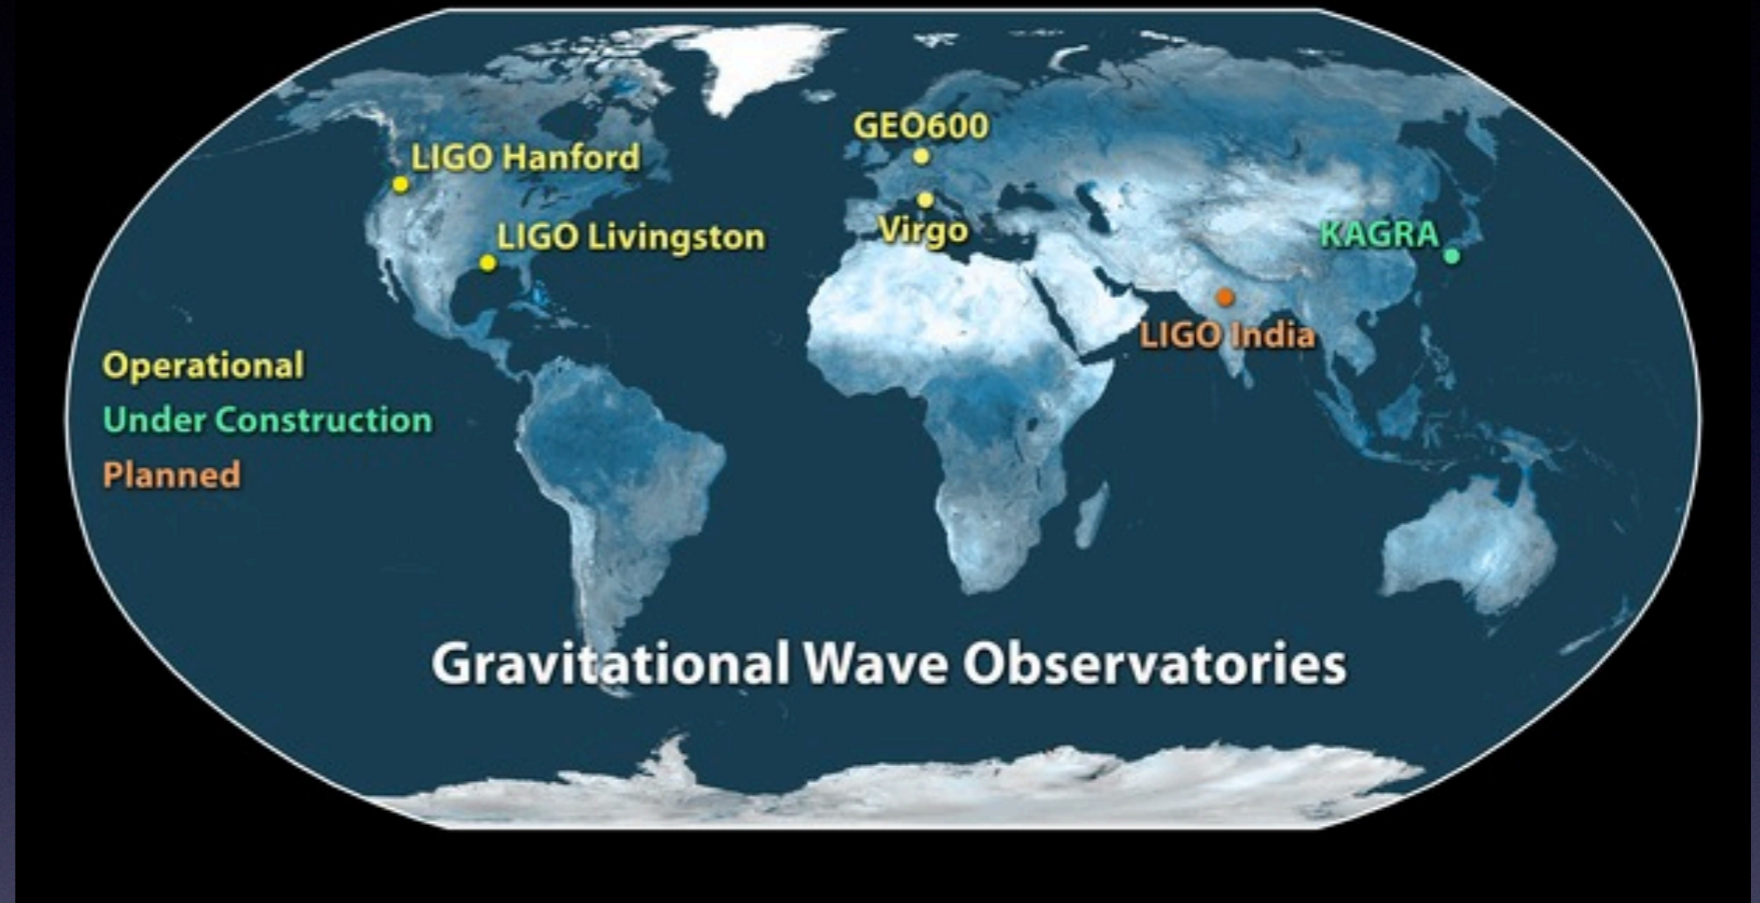 GEO600
LIGO Hanford
LIGO Livingston
Virgo
KAGRA
LIGO India
Operational
Under Construction
Planned
Gravitational Wave Observatories